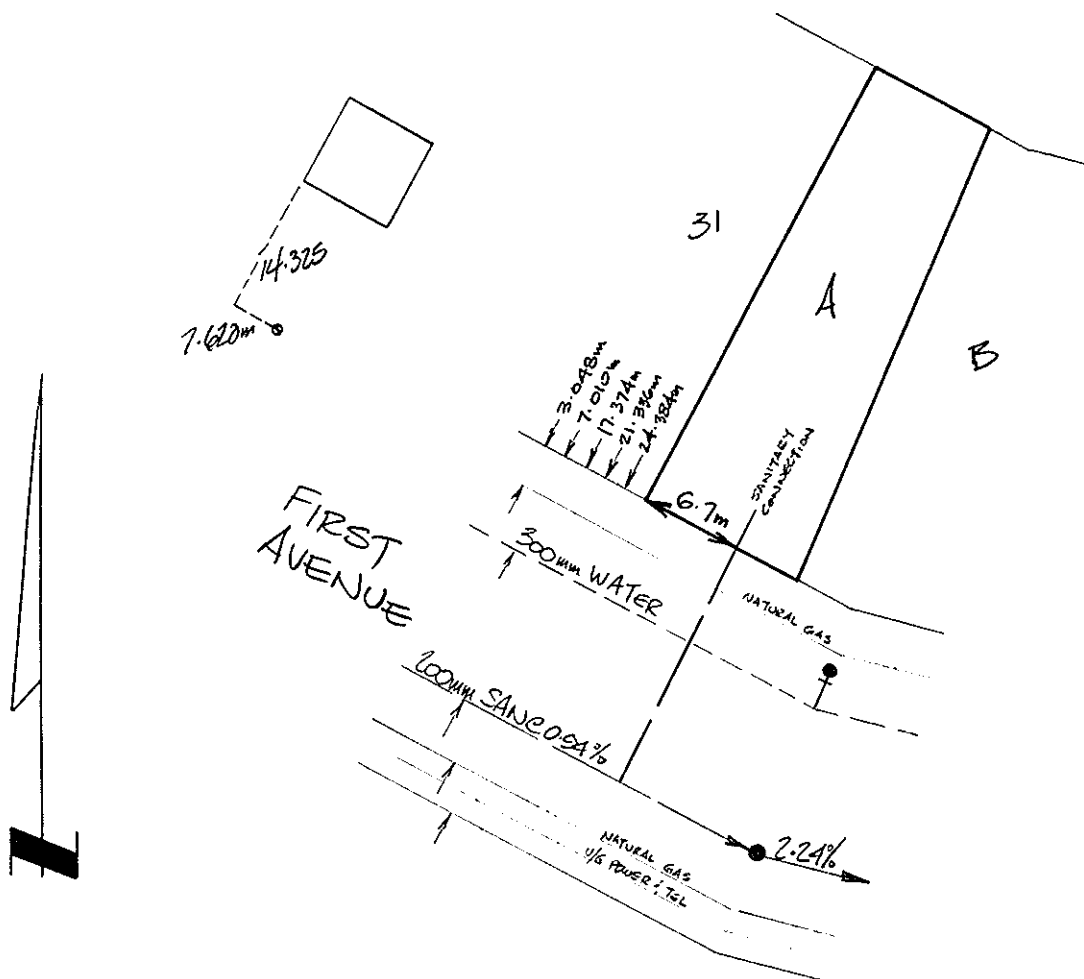 31
A
B
14.325
7.620m
3.048m
7.010m
17.374m
21.336m
24.384m
SANITARY
CONNECTION
6.7m
FIRST
AVENUE
300mm WATER
NATURAL GAS
200mm SAN@0.54%
2.24%
NATURAL GAS
U/G POWER & TEL